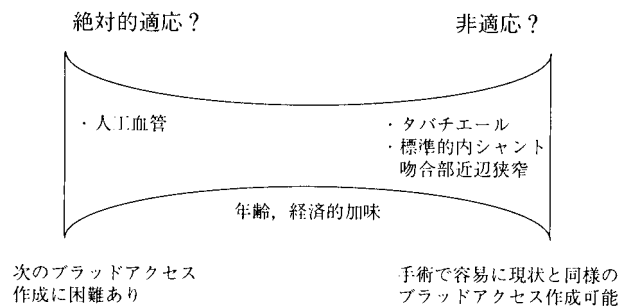 絶対的適応？
非適応？
・人工血管
・タバチエール
・標準的内シャント
吻合部近辺狭窄
年齢，経済的加味
次のブラッドアクセス
作成に困難あり
手術で容易に現状と同様の
ブラッドアクセス作成可能